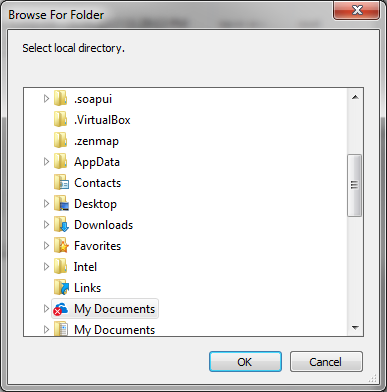 Browse For Folder
Select local directory.
.soapui
.VirtualBox
.zenmap
AppData
Contacts
Desktop
Downloads
Favorites
Intel
Links
My Documents
My Documents
OK
Cancel